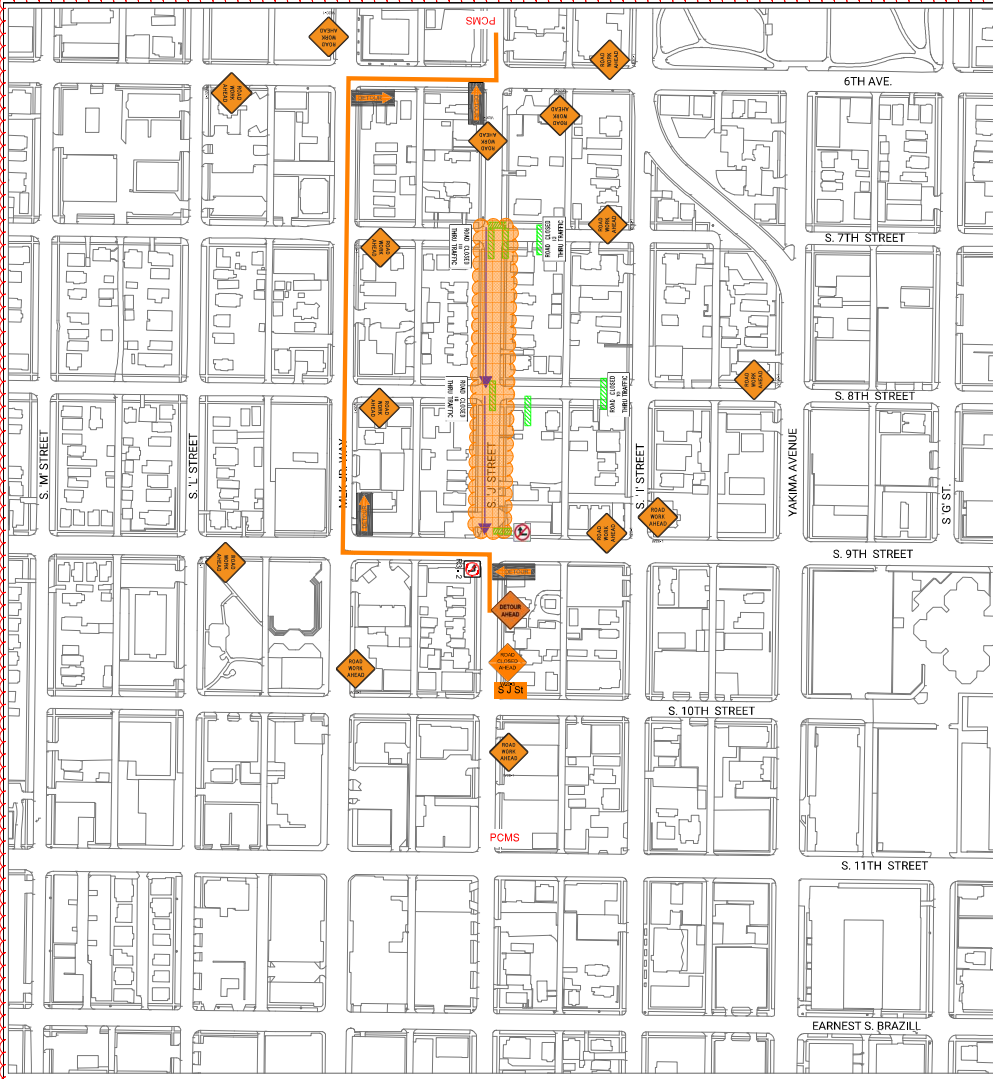 PCMS
ROAD
WORK
AHEAD
ROAD
WORK
AHEAD
6TH AVE.
ROAD
WORK
AHEAD
DETOUR
DETOUR
ROAD
WORK
AHEAD
ROAD
WORK
AHEAD
ROAD CLOSED
TO
THRU TRAFFIC
ROAD CLOSED
TO
THRU TRAFFIC
ROAD
WORK
AHEAD
S. 7TH STREET
ROAD
WORK
AHEAD
ROAD
WORK
AHEAD
S. 8TH STREET
ROAD CLOSED
TO
THRU TRAFFIC
ROAD CLOSED
TO
THRU TRAFFIC
ROAD
WORK
AHEAD
S. 'M' STREET
S. 'L' STREET
S. 'J' STREET
S. 'I' STREET
YAKIMA AVENUE
S 'G' ST.
DETOUR
ROAD
WORK
AHEAD
ROAD
WORK
AHEAD
S. 9TH STREET
ROAD
WORK
AHEAD
R3-2
DETOUR
DETOUR
AHEAD
ROAD
WORK
AHEAD
ROAD
CLOSED
AHEAD
S J St
S. 10TH STREET
ROAD
WORK
AHEAD
PCMS
S. 11TH STREET
EARNEST S. BRAZILL